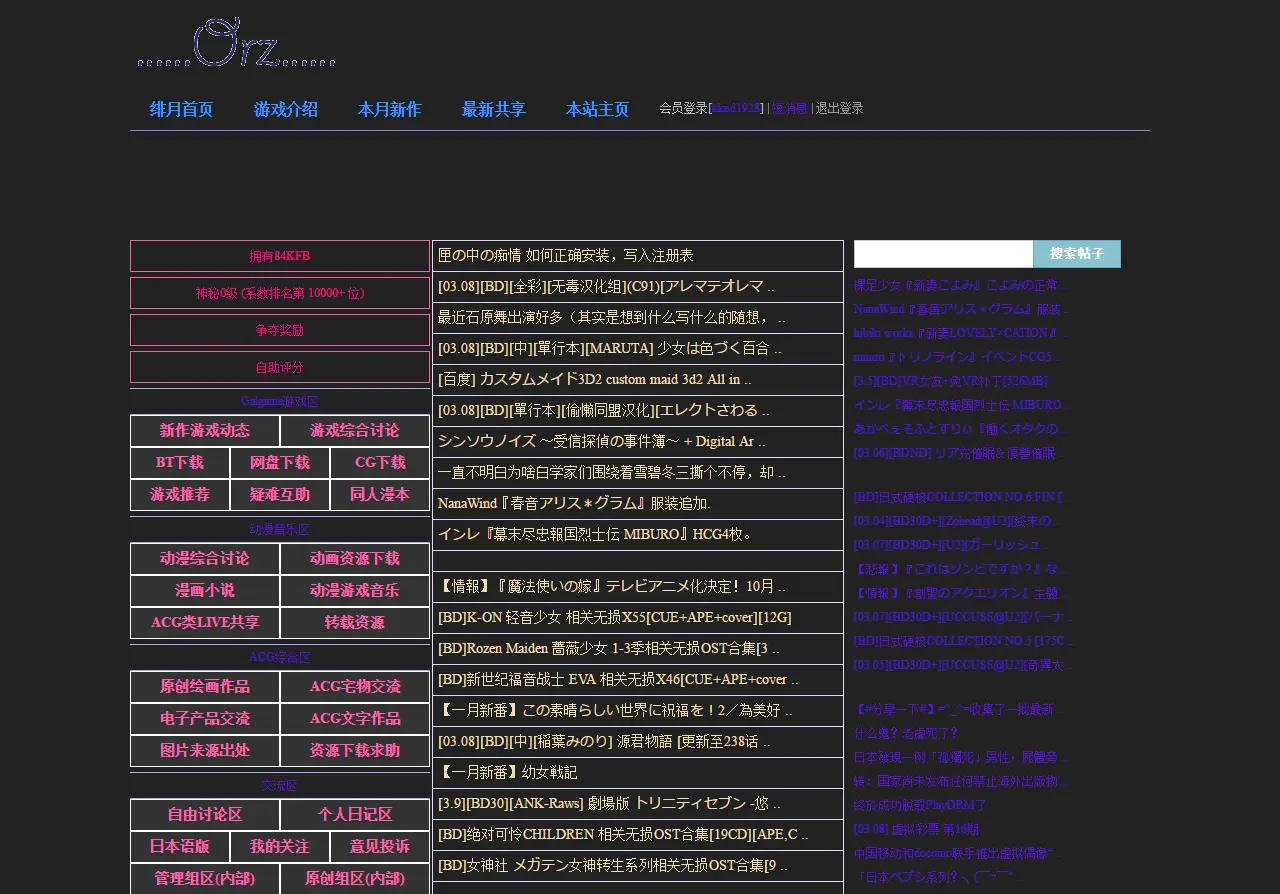 ......Orz.......
绯月首页 游戏介绍 本月新作 最新共享 本站主页 会员登录[kknd1928] | 短消息 | 退出登录
拥有84KFB
神秘0级 (系数排名第 10000+ 位)
争夺奖励
自助评分
Galgame游戏区
新作游戏动态 游戏综合讨论
BT下载 网盘下载 CG下载
游戏推荐 疑难互助 同人漫本
动漫音乐区
动漫综合讨论 动画资源下载
漫画小说 动漫游戏音乐
ACG类LIVE共享 转载资源
ACG综合区
原创绘画作品 ACG宅物交流
电子产品交流 ACG文字作品
图片来源出处 资源下载求助
交流区
自由讨论区 个人日记区
日本语版 我的关注 意见投诉
管理组区(内部) 原创组区(内部)
匣の中の痴情 如何正确安装，写入注册表
[03.08][BD][全彩][无毒汉化组](C91)[アレマテオレマ ..
最近石原舞出演好多（其实是想到什么写什么的随想， ..
[03.08][BD][中][單行本][MARUTA] 少女は色づく百合 ..
[百度] カスタムメイド3D2 custom maid 3d2 All in ..
[03.08][BD][單行本][偷懒同盟汉化][エレクトさわる ..
シンソウノイズ ～受信探偵の事件簿～ + Digital Ar ..
一直不明白为啥白学家们围绕着雪碧冬三撕个不停，却 ..
NanaWind『春音アリス＊グラム』服装追加.
インレ『幕末尽忠報国烈士伝 MIBURO』HCG4枚。
【情報】『魔法使いの嫁』テレビアニメ化決定！10月 ..
[BD]K-ON 轻音少女 相关无损X55[CUE+APE+cover][12G]
[BD]Rozen Maiden 蔷薇少女 1-3季相关无损OST合集[3 ..
[BD]新世纪福音战士 EVA 相关无损X46[CUE+APE+cover ..
【一月新番】この素晴らしい世界に祝福を！2／為美好 ..
[03.08][BD][中][稲葉みのり] 源君物語 [更新至238话 ..
【一月新番】幼女戦記
[3.9][BD30][ANK-Raws] 劇場版 トリニティセブン -悠 ..
[BD]绝对可怜CHILDREN 相关无损OST合集[19CD][APE,C ..
[BD]女神社 メガテン女神转生系列相关无损OST合集[9 ..
搜索帖子
裸足少女『新妻こよみ』こよみの正常 ..
NanaWind『春音アリス＊グラム』服装 ..
hibiki works『新妻LOVELY×CATION』 ..
minori『トリノライン』イベントCG5 ..
[3.5][BD]VR女友+免VR补丁[526MB]
インレ『幕末尽忠報国烈士伝 MIBURO ..
あかべぇそふとすりぃ『働くオタクの ..
[03.06][BDND] リア充催眠＆憂鬱催眠 ..
[BD]日式硬核COLLECTION NO.6.FIN [ ..
[03.04][BD30D+][Zohead@U2][終末の ..
[03.07][BD30D+][U2][ガーリッシュ ..
【悲報】『これはゾンビですか？』な ..
【情報】『創聖のアクエリオン』主題 ..
[03.07][BD30D+][UCCUSS@U2][バーナ ..
[BD]日式硬核COLLECTION NO.5 [175C ..
[03.05][BD30D+][UCCUSS@U2][奇異太 ..
【#分享一下#】=^_^=收集了一批最新 ..
什么鬼？老虚死了？
日本發現一例「孤獨死」男性，屍體旁 ..
转：国家尚未发布任何禁止海外出版物 ..
终於成功脱殼PlayDRM了
[03.08] 虚拟彩票 第16期
中国移动和docomo联手推出虚拟偶像“ ..
「日本ペプシ系列？、(￣▽￣" ..